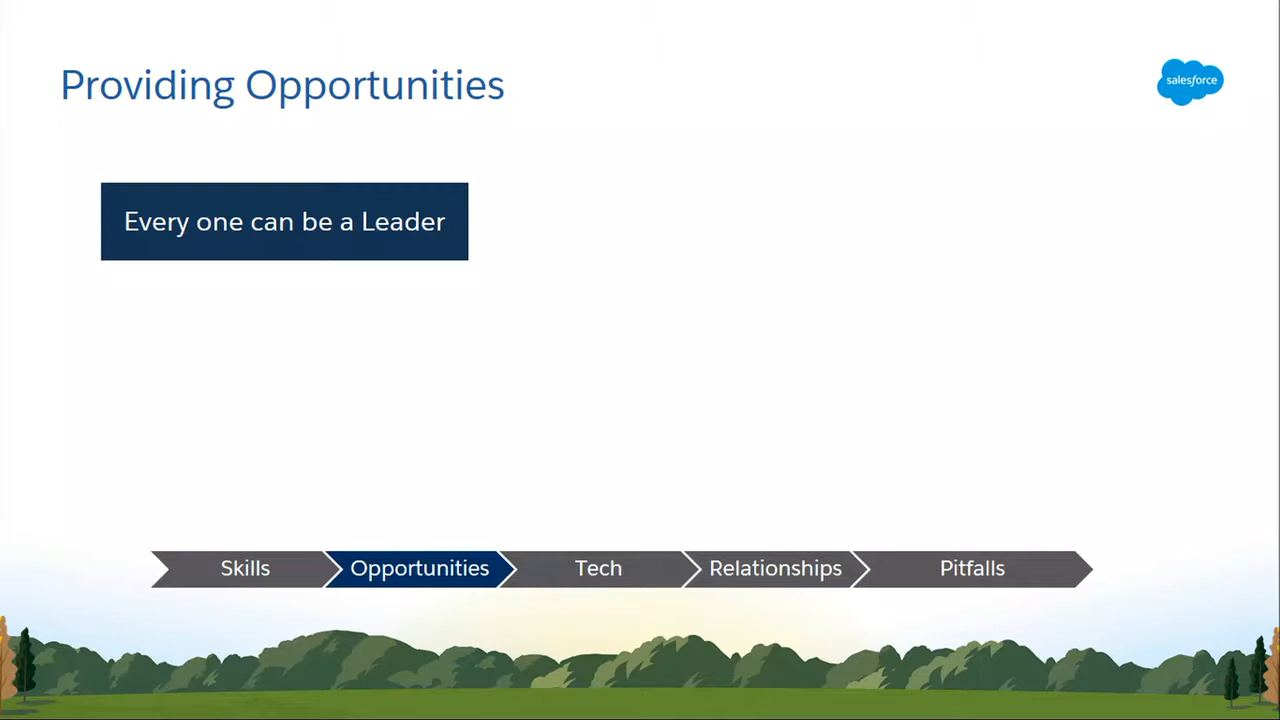 Providing Opportunities
salesforce
Every one can be a Leader
Skills
Opportunities
Tech
Relationships
Pitfalls